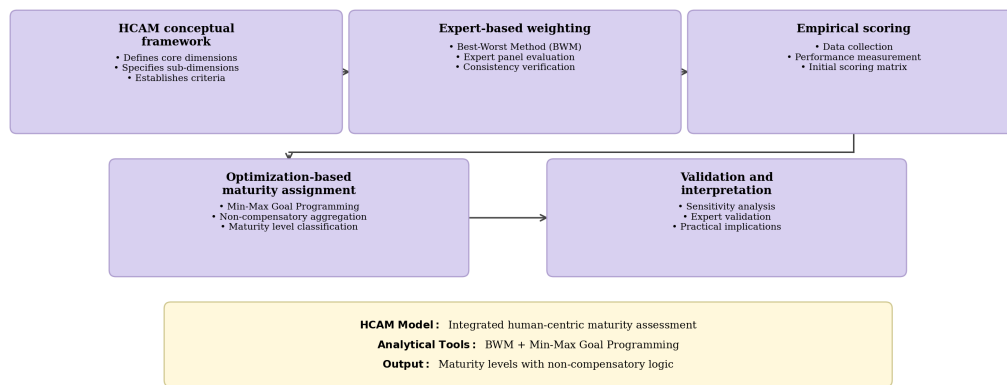 HCAM conceptual
framework
• Defines core dimensions
• Specifies sub-dimensions
• Establishes criteria
Expert-based weighting
• Best-Worst Method (BWM)
• Expert panel evaluation
• Consistency verification
Empirical scoring
• Data collection
• Performance measurement
• Initial scoring matrix
Optimization-based
maturity assignment
• Min-Max Goal Programming
• Non-compensatory aggregation
• Maturity level classification
Validation and
interpretation
• Sensitivity analysis
• Expert validation
• Practical implications
HCAM Model: Integrated human-centric maturity assessment
Analytical Tools: BWM + Min-Max Goal Programming
Output: Maturity levels with non-compensatory logic